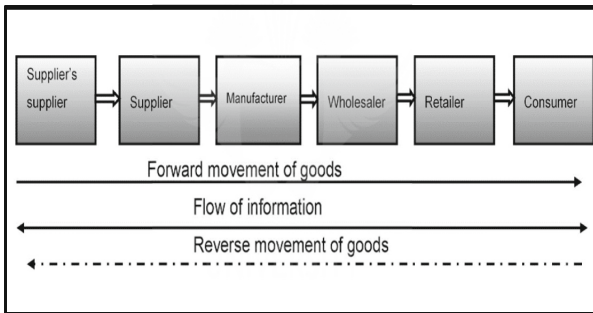 Supplier's
supplier
Supplier
Manufacturer
Wholesaler
Retailer
Consumer
Forward movement of goods
Flow of information
Reverse movement of goods